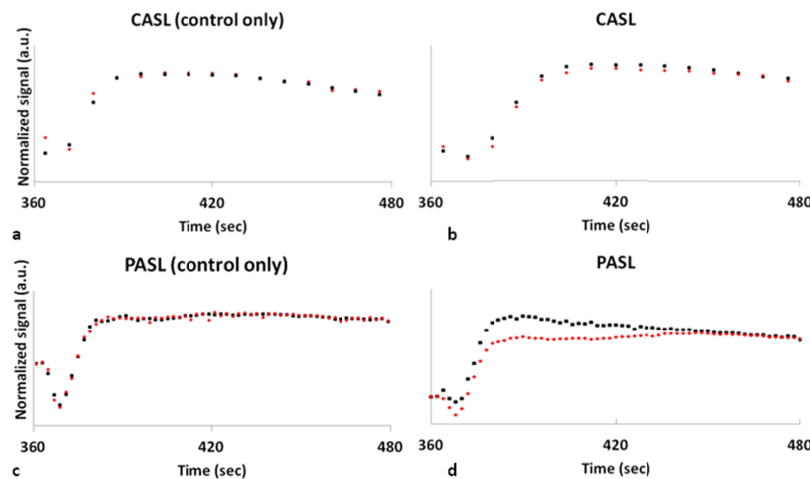 CASL (control only)
Normalized signal (a.u.)
360
420
480
Time (sec)
a
CASL
360
420
480
Time (sec)
b
PASL (control only)
Normalized signal (a.u.)
360
420
480
Time (sec)
c
PASL
360
420
480
Time (sec)
d